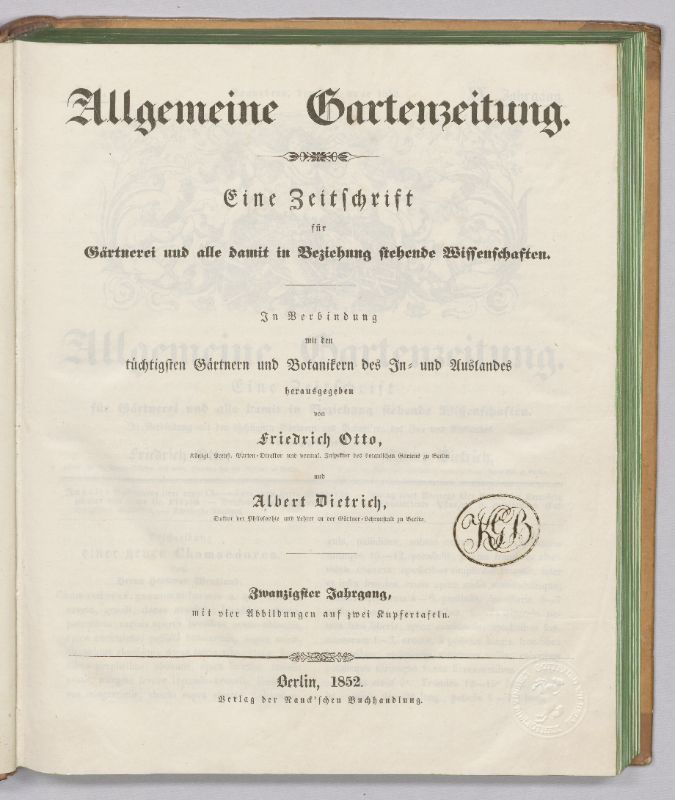 Allgemeine Gartenzeitung.
Eine Zeitschrift
für
Gärtnerei und alle damit in Beziehung stehende Wissenschaften.
In Verbindung
mit den
tüchtigsten Gärtnern und Botanikern des In- und Auslandes
herausgegeben
von
Friedrich Otto,
Königl. Preuß. Garten-Direktor und vormal. Inspektor des botanischen Gartens zu Berlin
und
Albert Dietrich,
Doktor der Philosophie und Lehrer an der Gärtner-Lehranstalt zu Berlin.
KGB
Zwanzigster Jahrgang,
mit vier Abbildungen auf zwei Kupfertafeln.
Berlin, 1852.
Verlag der Nauck'schen Buchhandlung.